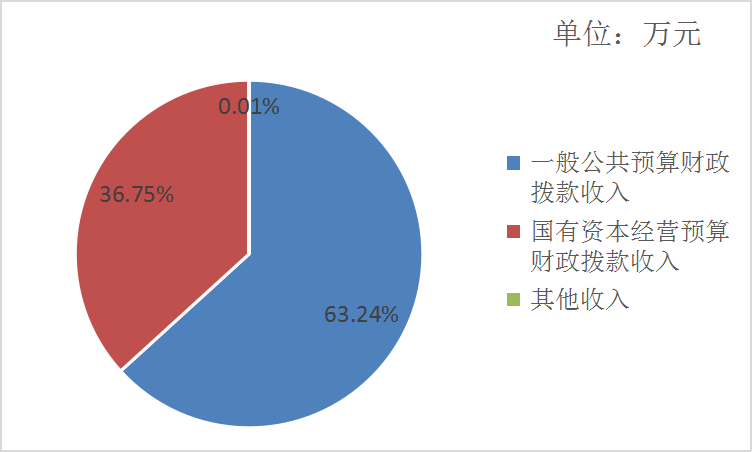 单位：万元
0.01%
36.75%
63.24%
一般公共预算财政
拨款收入
国有资本经营预算
财政拨款收入
其他收入